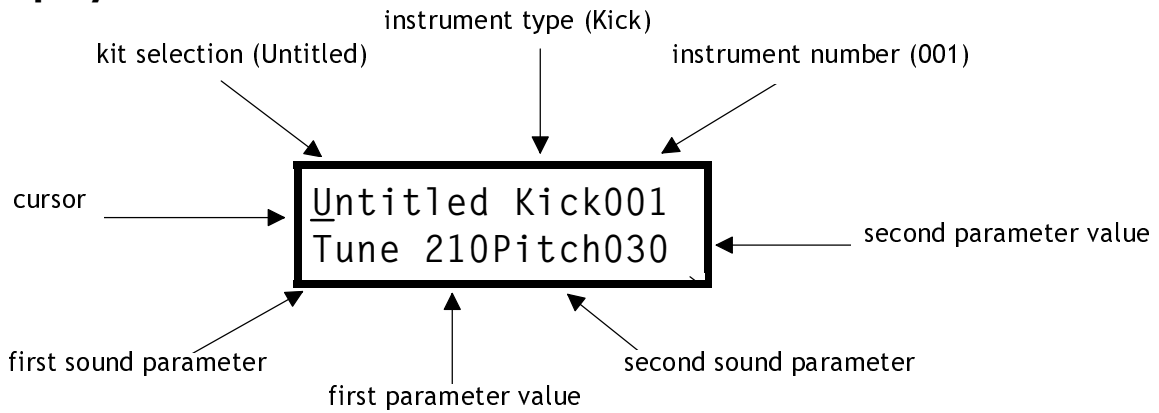 instrument type (Kick)
kit selection (Untitled)
instrument number (001)
cursor
Untitled Kick001
Tune 210Pitch030
second parameter value
first sound parameter
second sound parameter
first parameter value